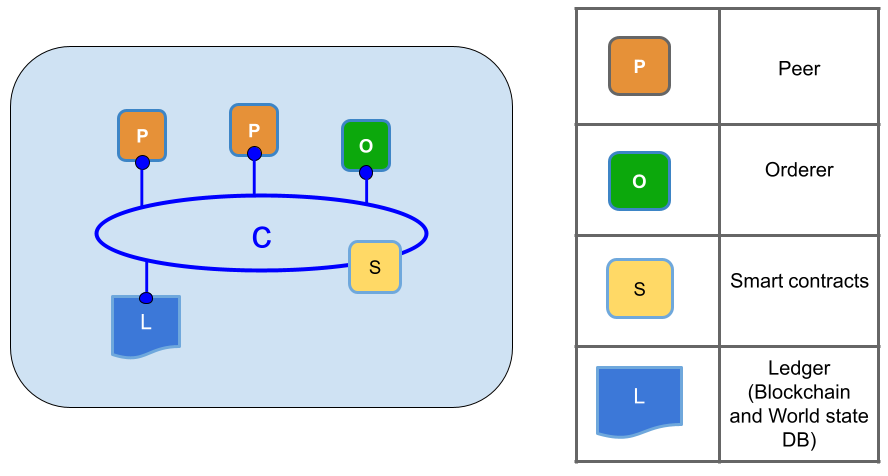 P
P
O
C
S
L
P
Peer
O
Orderer
S
Smart contracts
L
Ledger
(Blockchain
and World state
DB)